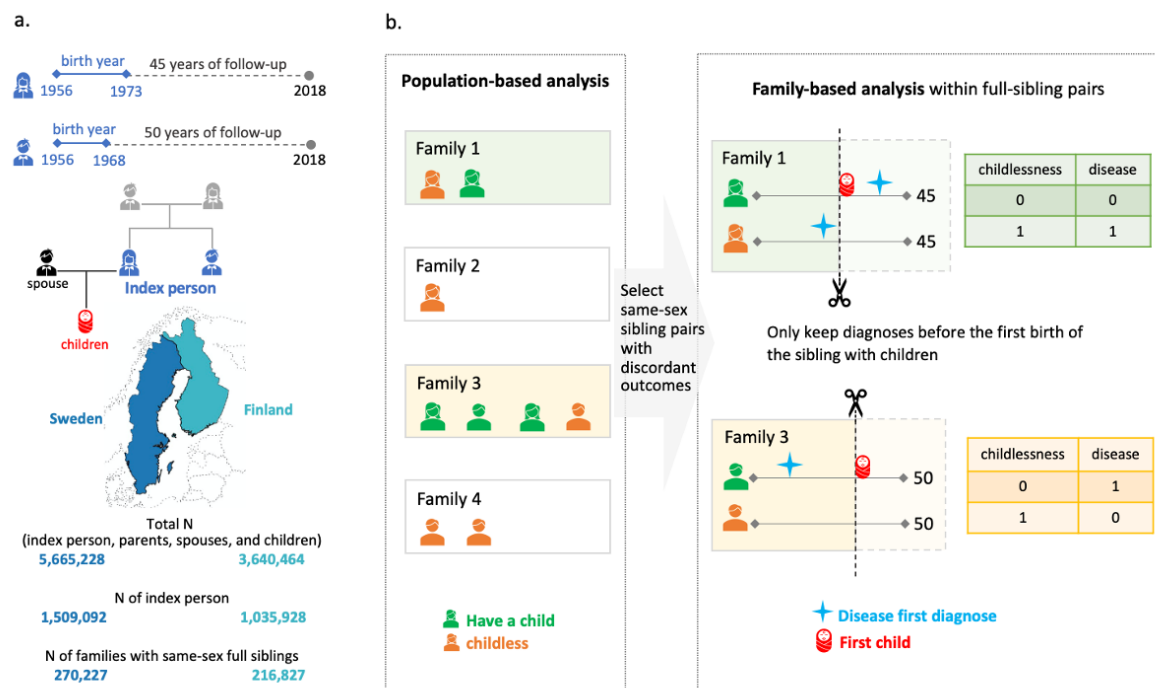 a.
birth year
45 years of follow-up
1956
1973
2018
birth year
50 years of follow-up
1956
1968
2018
spouse
Index person
children
Sweden
Finland
Total N
(index person, parents, spouses, and children)
5,665,228
3,640,464
N of index person
1,509,092
1,035,928
N of families with same-sex full siblings
270,227
216,827
b.
Population-based analysis
Family 1
Family 2
Family 3
Family 4
Have a child
childless
Select
same-sex
sibling pairs
with
discordant
outcomes
Family-based analysis within full-sibling pairs
Family 1
45
45
childlessness disease
0 0
1 1
Only keep diagnoses before the first birth of
the sibling with children
Family 3
50
50
childlessness disease
0 1
1 0
Disease first diagnose
First child